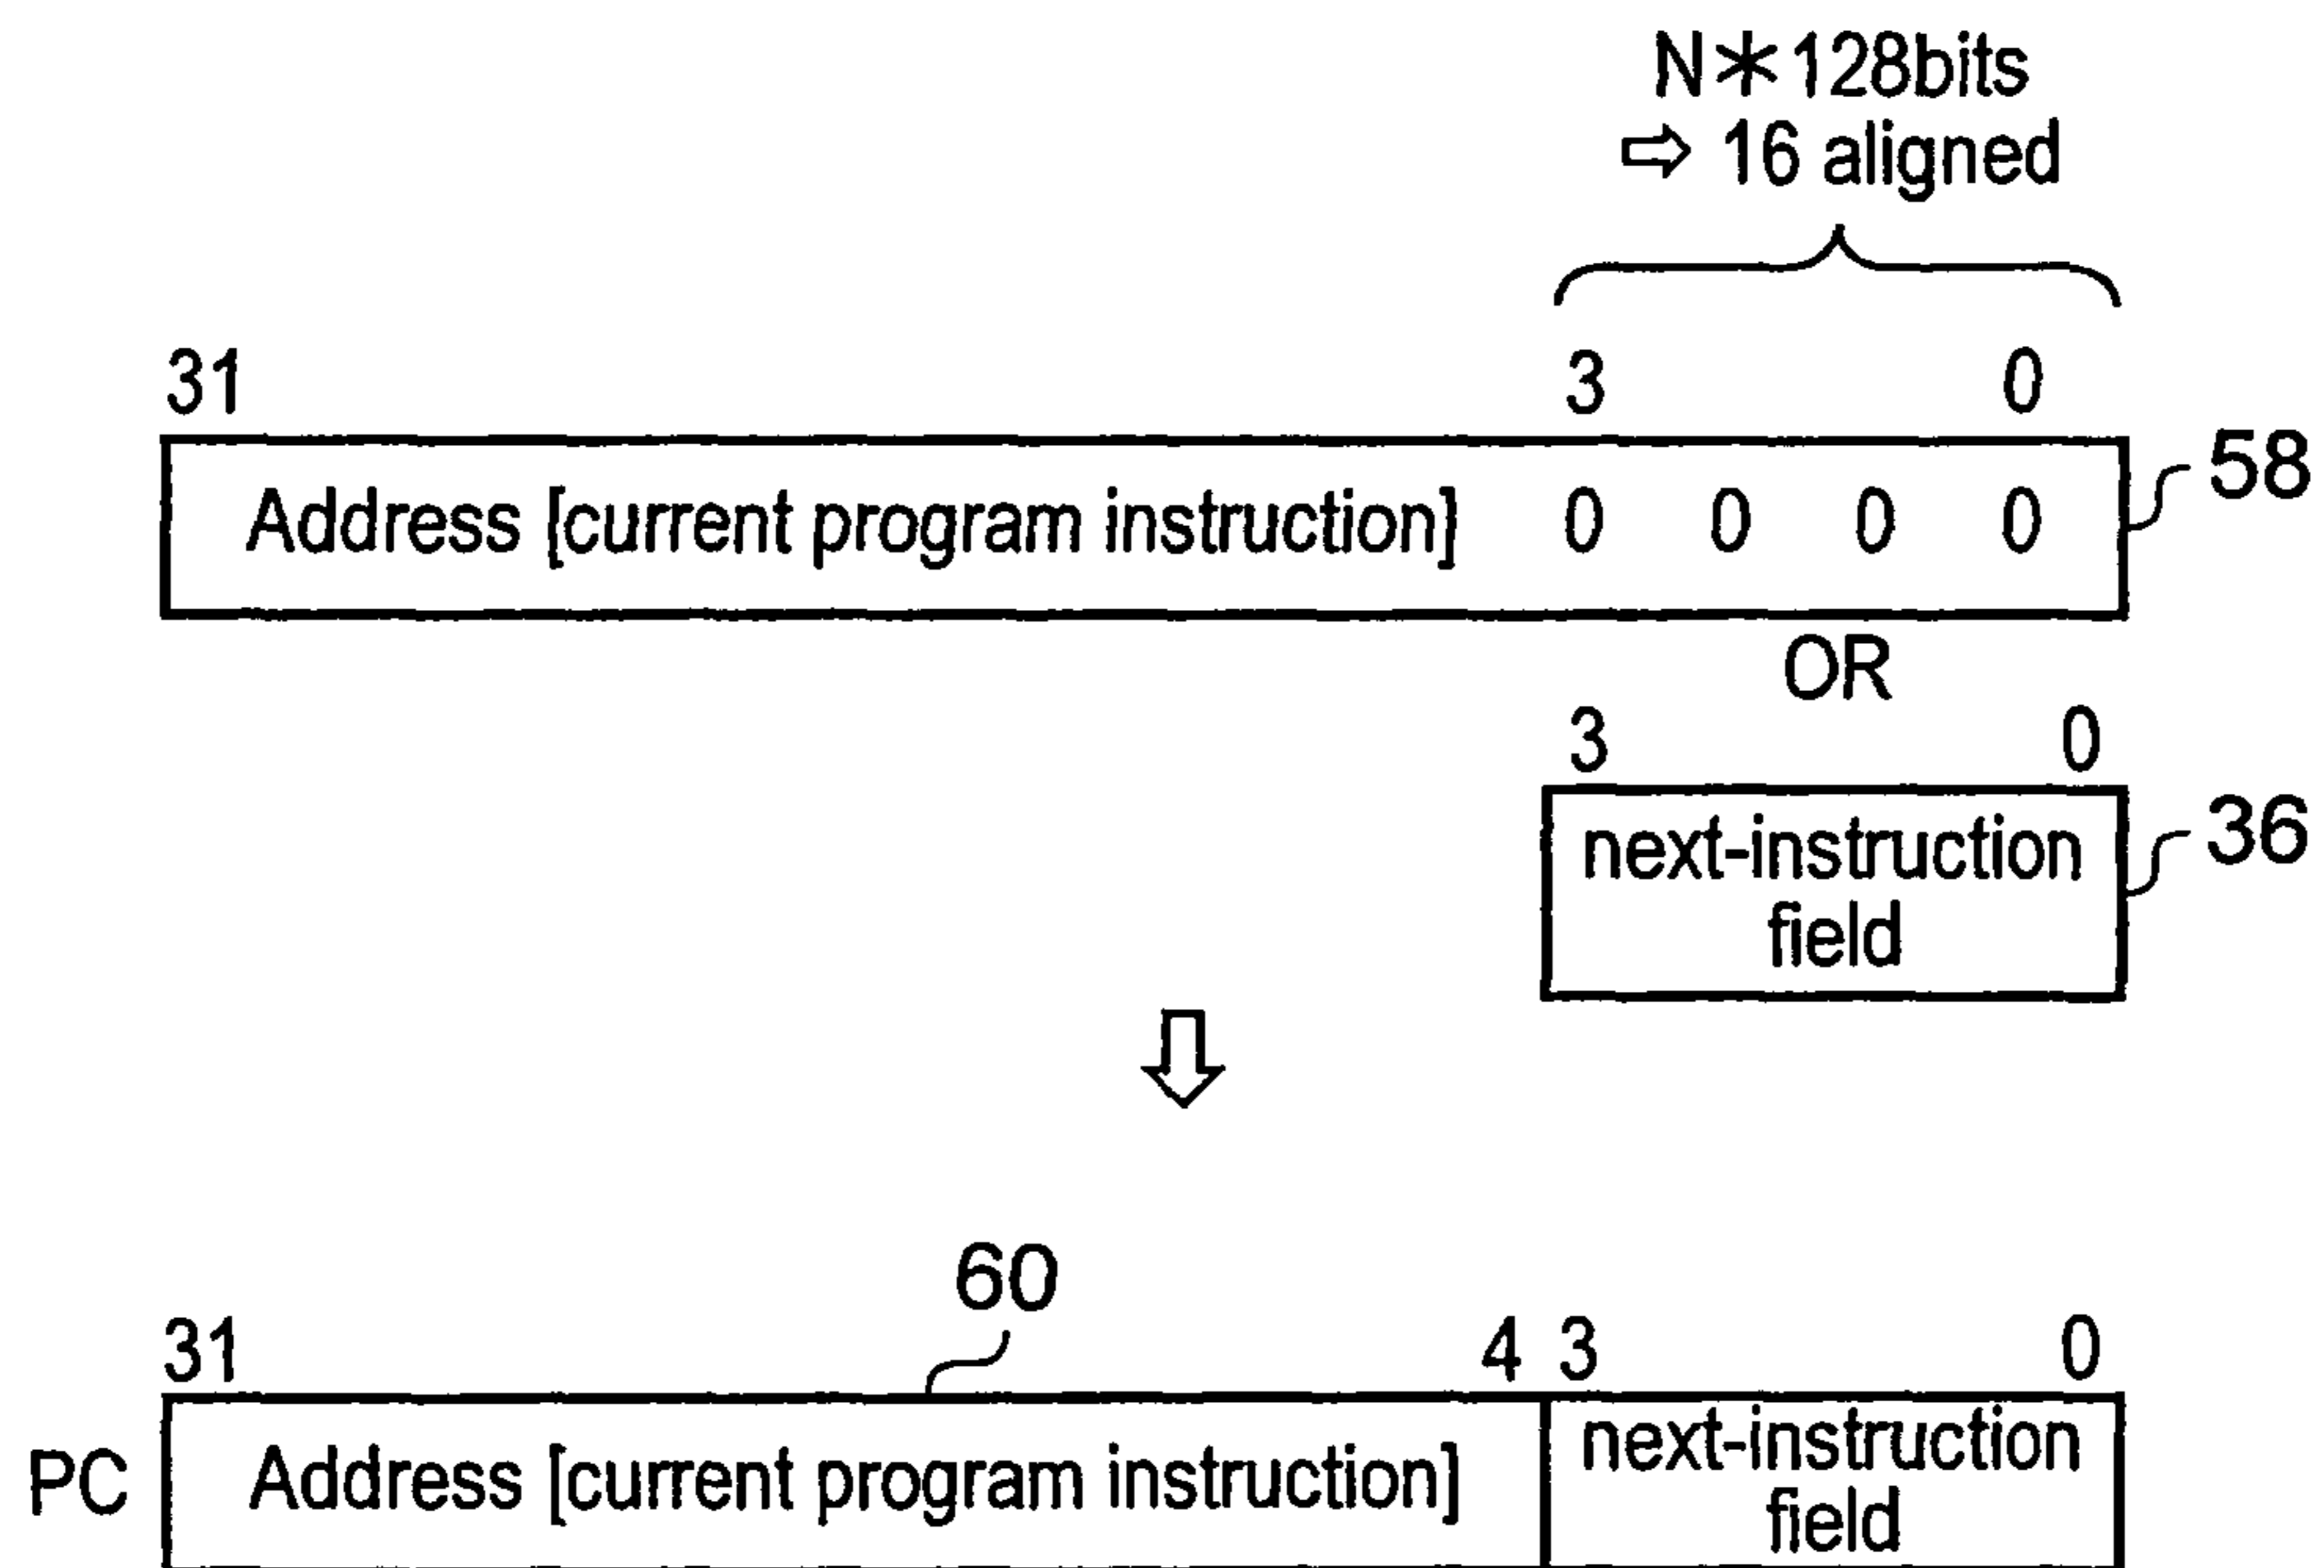 N*128bits
⇨ 16 aligned
31 3 0
Address [current program instruction] 0 0 0 0 58
OR
3 0
next-instruction
field
36
60
31 4 3 0
PC Address [current program instruction] next-instruction
field